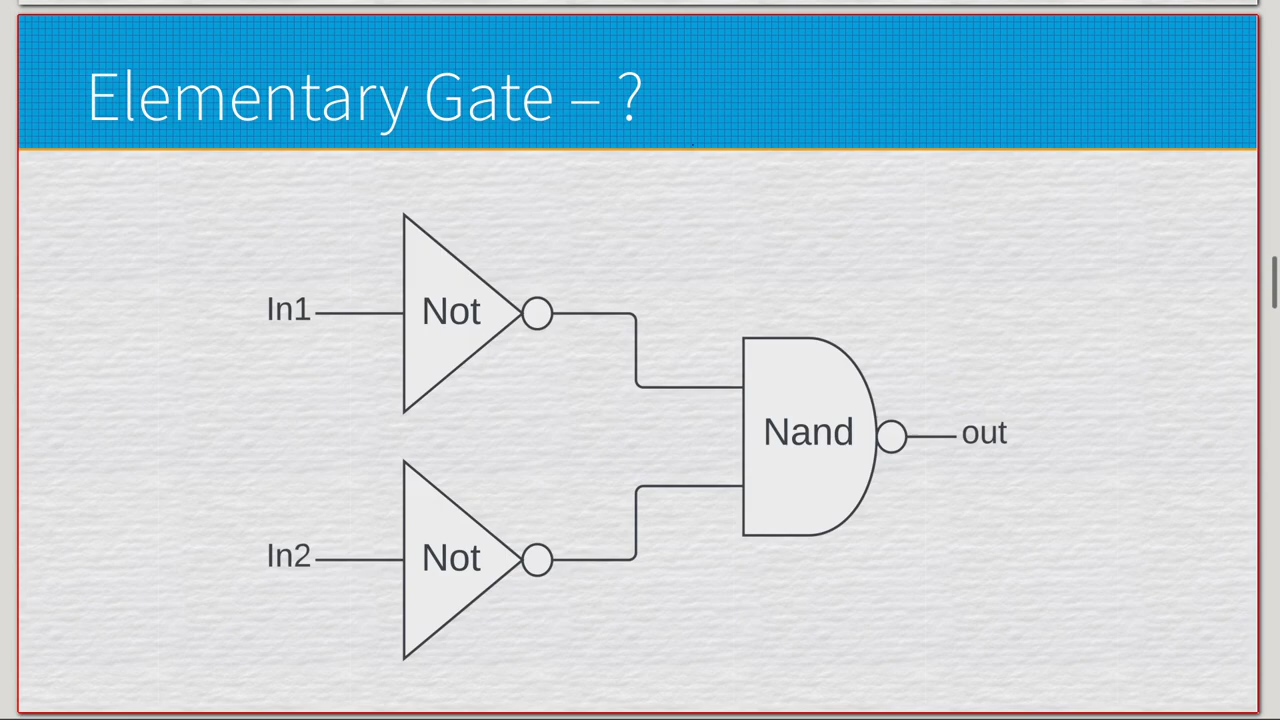 Elementary Gate – ?
In1
Not
Nand
out
In2
Not